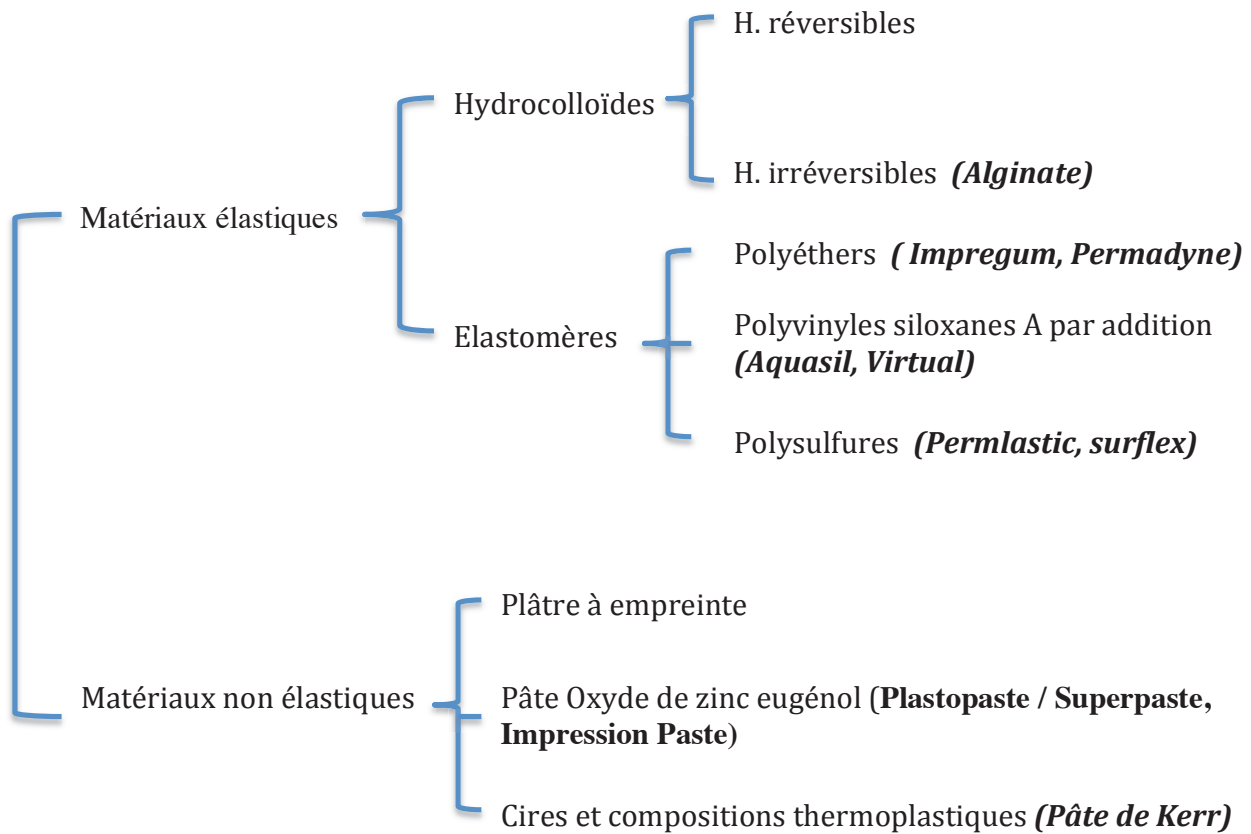 H. réversibles
Hydrocolloïdes
H. irréversibles (Alginate)
Matériaux élastiques
Polyéthers ( Impregum, Permadyne)
Elastomères
Polyvinyles siloxanes A par addition
(Aquasil, Virtual)
Polysulfures (Permlastic, surflex)
Plâtre à empreinte
Matériaux non élastiques
Pâte Oxyde de zinc eugénol (Plastopaste / Superpaste,
Impression Paste)
Cires et compositions thermoplastiques (Pâte de Kerr)